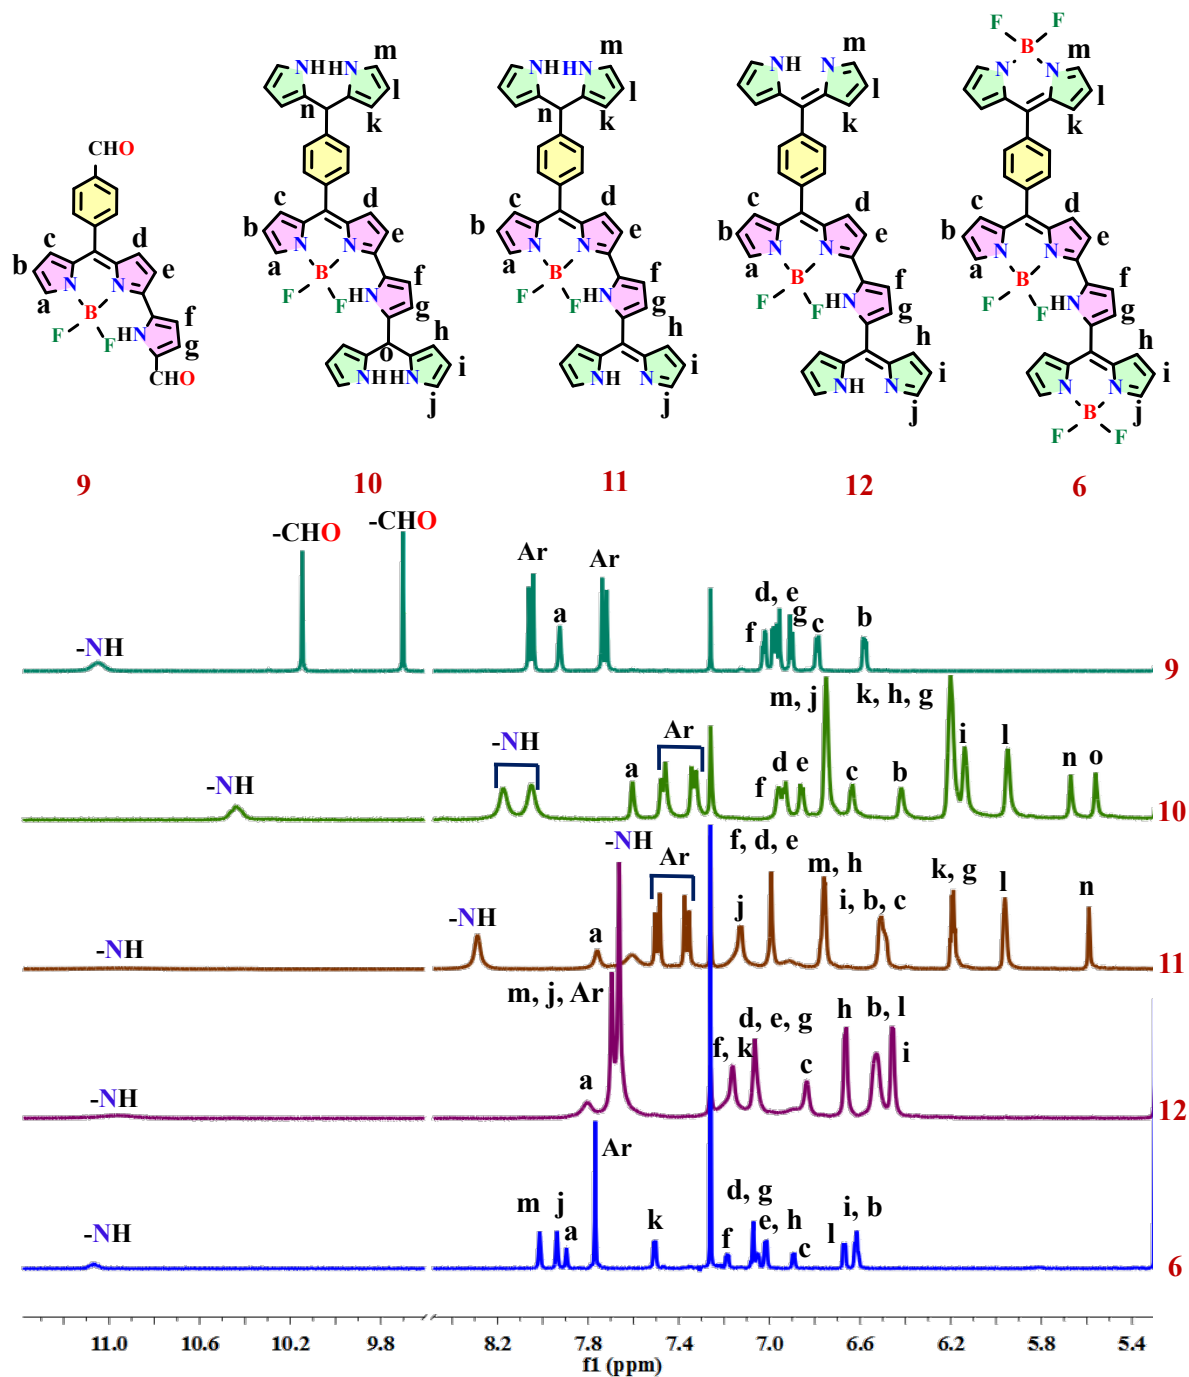 F F
B
NH HN m
l
n k
NH HN m
l
n k
NH N m
l
k
N N m
l
k
CHO
c d
b e
a N N
B
F F HN f
g
CHO
c d
b N N e
a B
F F HN f
g
o h
NH HN i
j
c d
b N N e
a B
F F HN f
g
h
NH N i
j
c d
b N N e
a B
F F HN f
g
h
NH N i
j
c d
b N N e
a B
F F HN f
g
h
N N i
B j
F F
9 10 11 12 6
-NH -CHO -CHO Ar a Ar f d, e g c b
9
-NH -NH a Ar f d e m, j c b k, h, g i l n o
10
-NH -NH a -NH Ar j f, d, e m, h i, b, c k, g l n
11
-NH a m, j, Ar f, k d, e, g c h b, l i
12
-NH m j a Ar k f d, g e, h c l i, b
6
11.0 10.6 10.2 9.8 8.2 7.8 7.4 7.0 6.6 6.2 5.8 5.4
f1 (ppm)